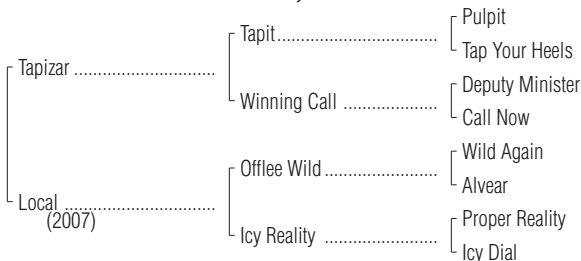 Pulpit
Tapit
Tap Your Heels
Tapizar
Deputy Minister
Winning Call
Call Now
Wild Again
Offlee Wild
Alvear
Local
(2007)
Proper Reality
Icy Reality
Icy Dial